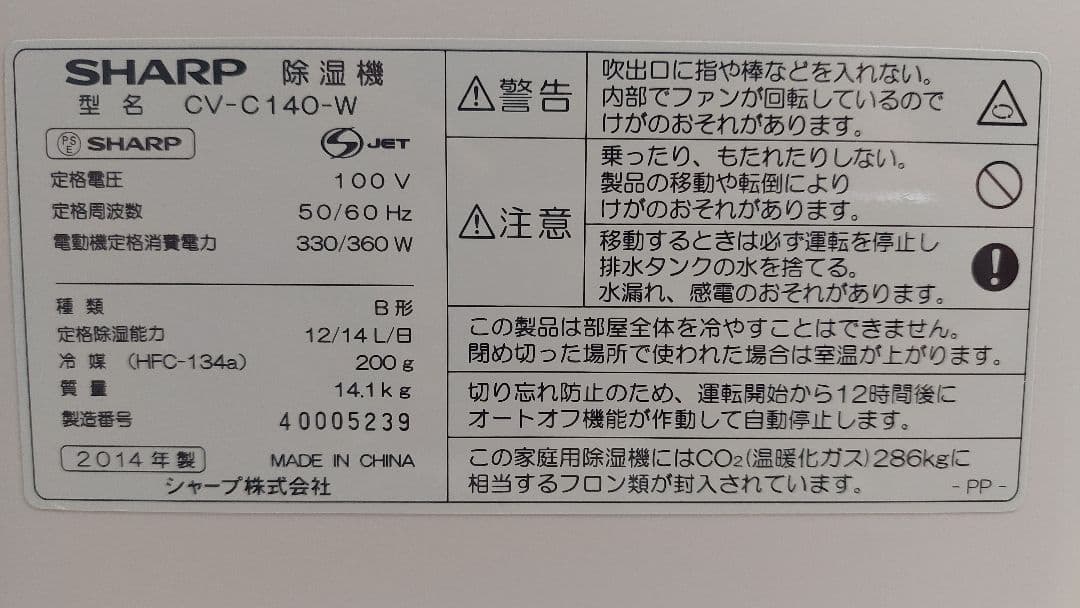 SHARP 除湿機
型名 CV-C140-W
PSE SHARP S JET
定格電圧 100V
定格周波数 50/60Hz
電動機定格消費電力 330/360W
種類 B形
定格除湿能力 12/14L/日
冷媒(HFC-134a) 200g
質量 14.1kg
製造番号 40005239
2014年製 MADE IN CHINA
シャープ株式会社
⚠警告
吹出口に指や棒などを入れない。
内部でファンが回転しているので
けがのおそれがあります。
⚠注意
乗ったり、もたれたりしない。
製品の移動や転倒により
けがのおそれがあります。
移動するときは必ず運転を停止し
排水タンクの水を捨てる。
水漏れ、感電のおそれがあります。
この製品は部屋全体を冷やすことはできません。
閉め切った場所で使われた場合は室温が上がります。
切り忘れ防止のため、運転開始から12時間後に
オートオフ機能が作動して自動停止します。
この家庭用除湿機にはCO2(温暖化ガス)286kgに
相当するフロン類が封入されています。 -PP-